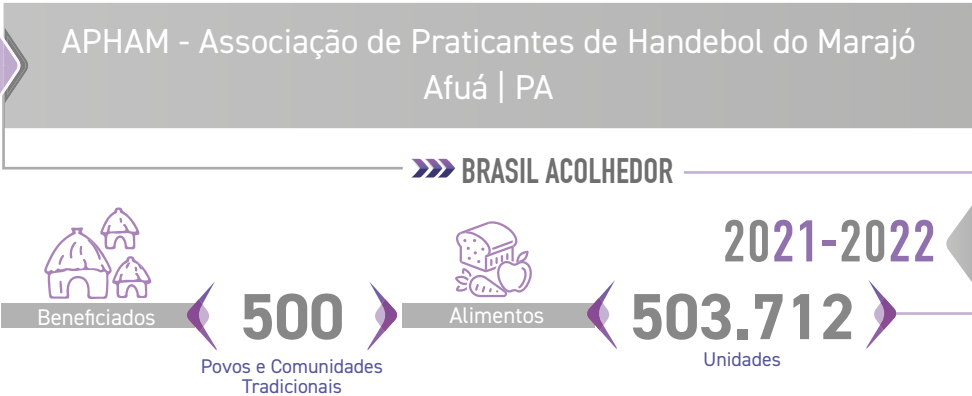 APHAM - Associação de Praticantes de Handebol do Marajó
Afuá | PA
BRASIL ACOLHEDOR
2021-2022
Beneficiados
500
Povos e Comunidades
Tradicionais
Alimentos
503.712
Unidades